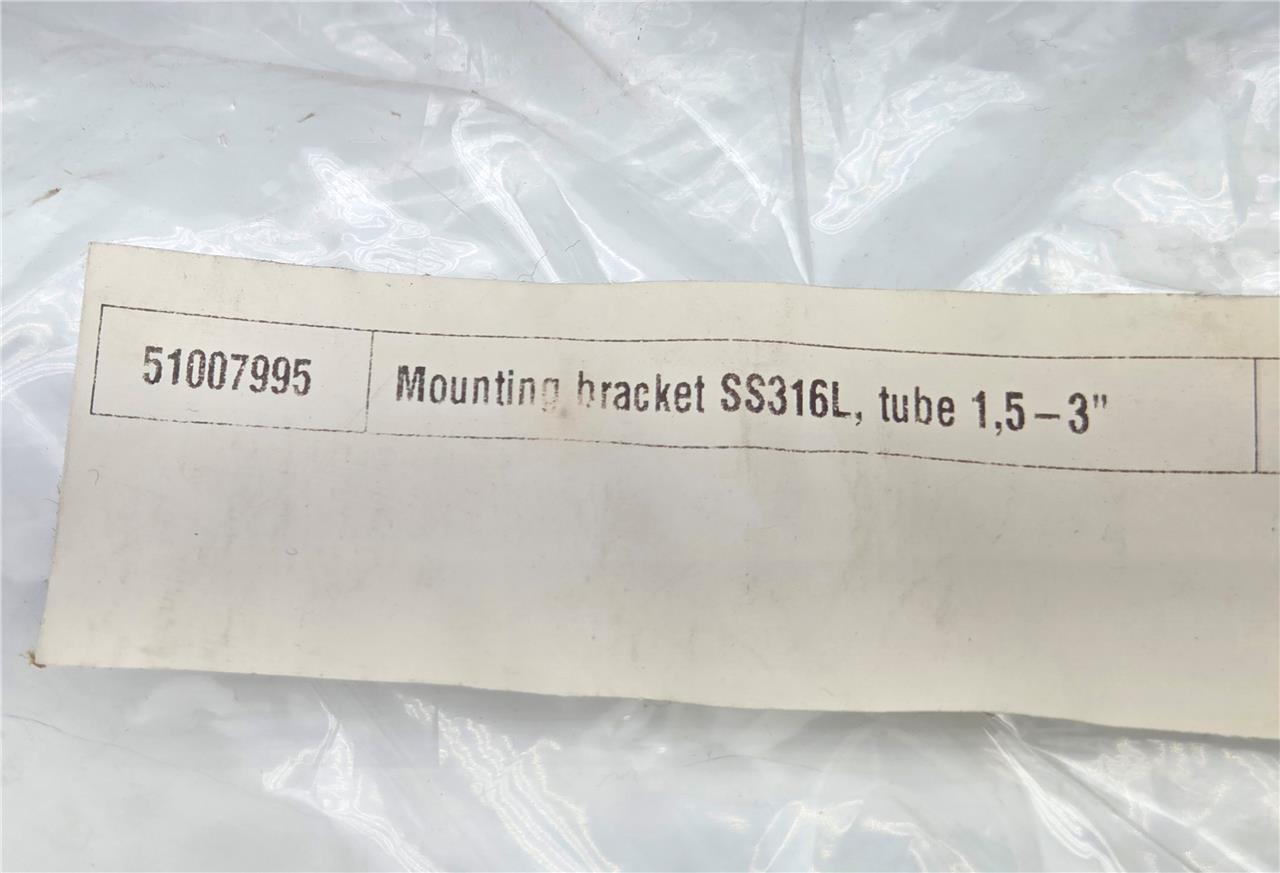 51007995 Mounting bracket SS316L, tube 1,5–3"